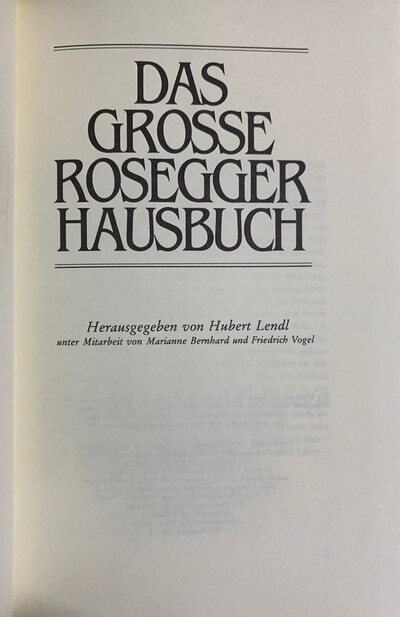 DAS
GROSSE
ROSEGGER
HAUSBUCH
Herausgegeben von Hubert Lendl
unter Mitarbeit von Marianne Bernhard und Friedrich Vogel